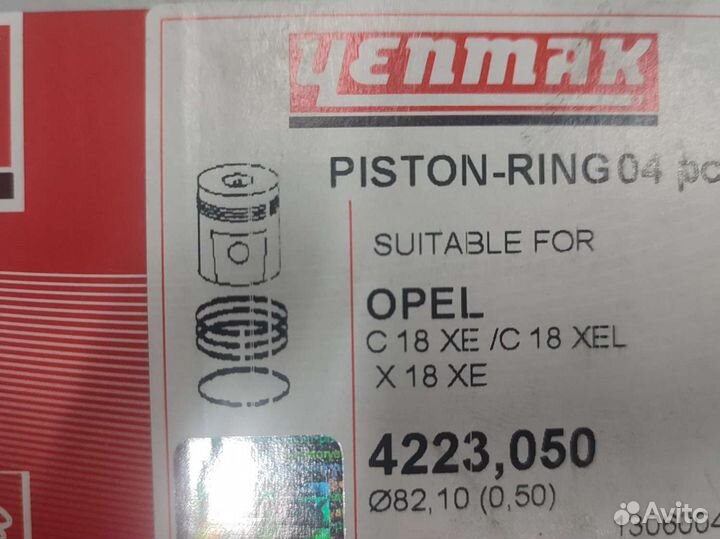 YENMAK
PISTON-RING 04 pc
SUITABLE FOR
OPEL
C 18 XE /C 18 XEL
X 18 XE
4223,050
Ø82,10 (0,50)
1306004
Avito